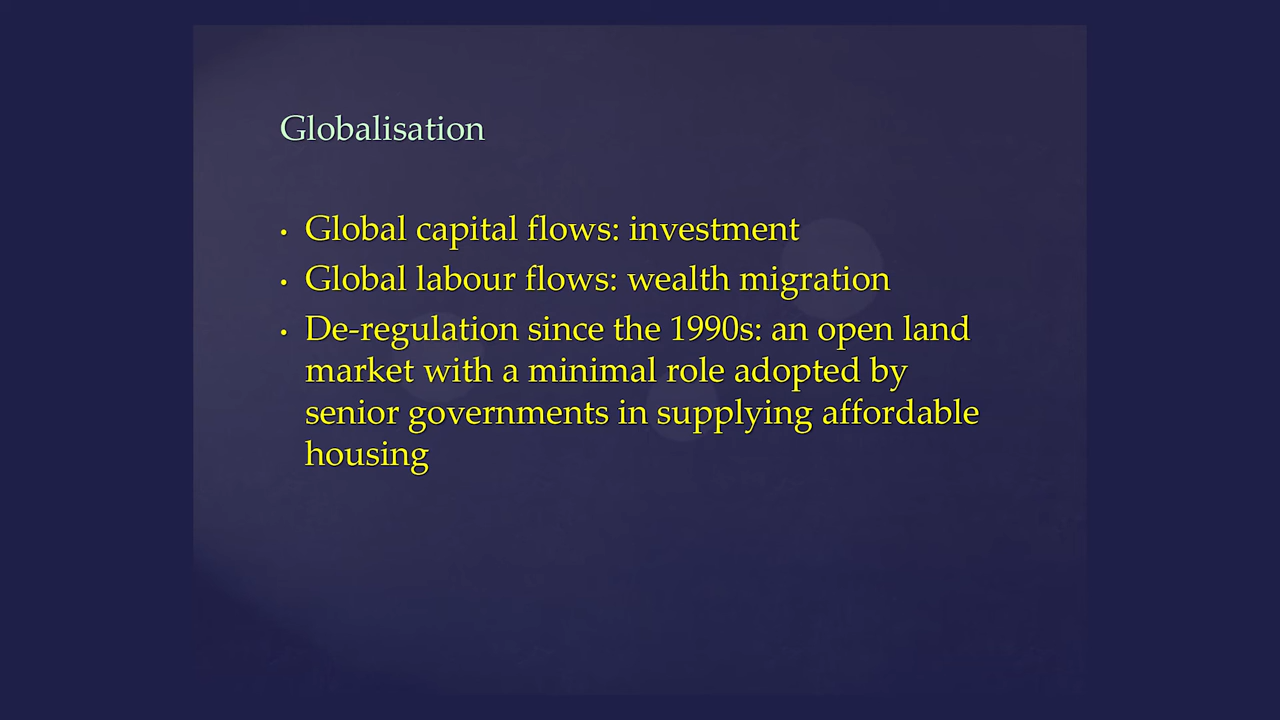 Globalisation
• Global capital flows: investment
• Global labour flows: wealth migration
• De-regulation since the 1990s: an open land
market with a minimal role adopted by
senior governments in supplying affordable
housing